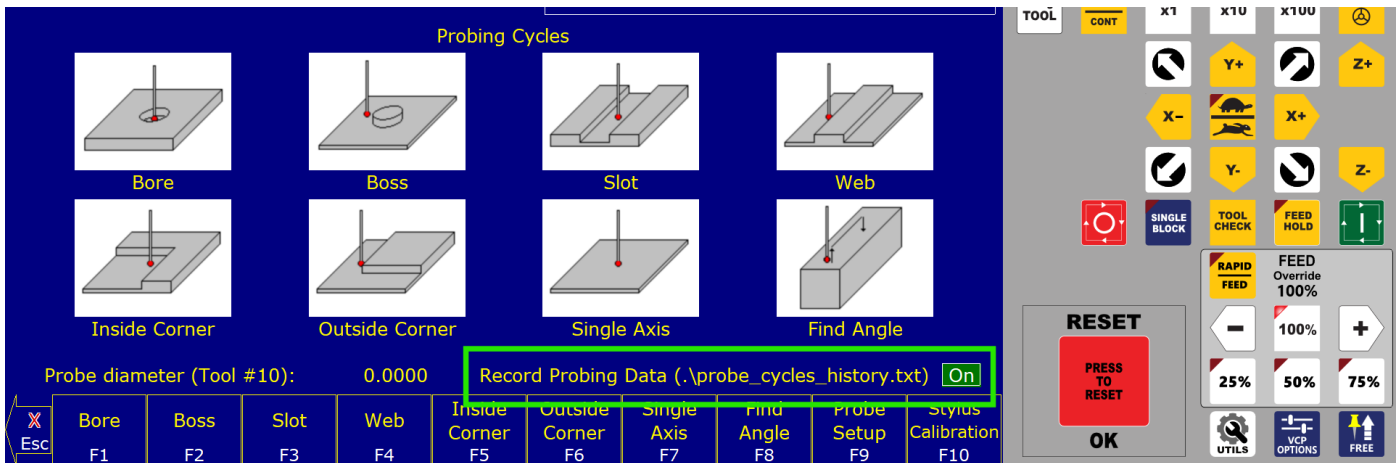 Probing Cycles
Bore
Boss
Slot
Web
Inside Corner
Outside Corner
Single Axis
Find Angle
Probe diameter (Tool #10):
0.0000
Record Probing Data (.\probe_cycles_history.txt)
On
X
Esc
Bore
F1
Boss
F2
Slot
F3
Web
F4
Inside
Corner
F5
Outside
Corner
F6
Single
Axis
F7
Find
Angle
F8
Probe
Setup
F9
Stylus
Calibration
F10
TOOL
CONT
x1
x10
x100
Y+
Z+
X-
X+
Y-
Z-
SINGLE
BLOCK
TOOL
CHECK
FEED
HOLD
I
RAPID
FEED
FEED
Override
100%
-
100%
+
25%
50%
75%
RESET
PRESS
TO
RESET
OK
UTILS
VCP
OPTIONS
FREE